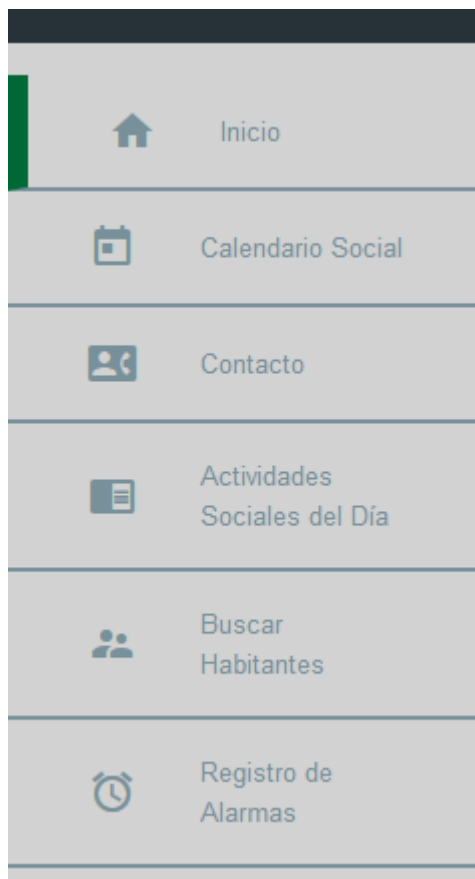 Inicio
Calendario Social
Contacto
Actividades
Sociales del Día
Buscar
Habitantes
Registro de
Alarmas